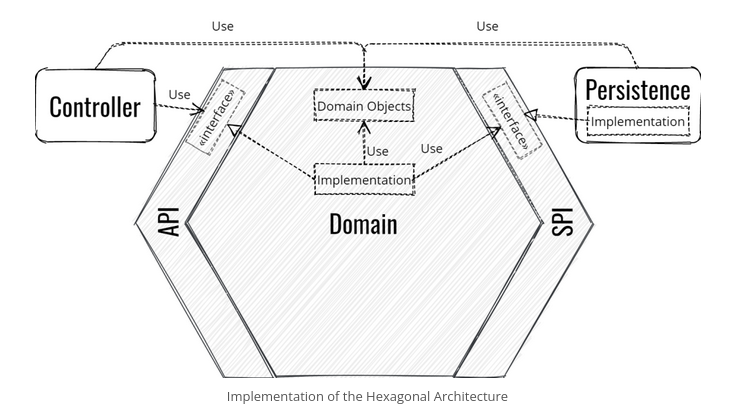 Use
Use
Controller
Use
«interface»
Domain Objects
«interface»
Persistence
Implementation
Use
Use
Implementation
API
Domain
SPI
Implementation of the Hexagonal Architecture